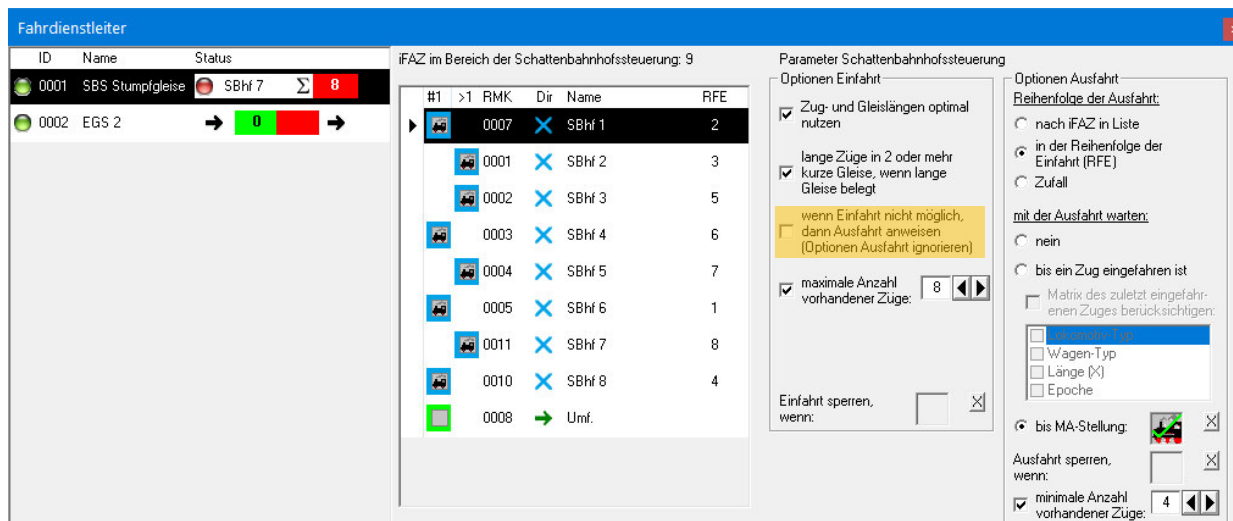 Fahrdienstleiter
ID Name Status
0001 SBS Stumpfgleise SBhf 7 Σ 8
0002 EGS 2 0
iFAZ im Bereich der Schattenbahnhofssteuerung: 9
#1 >1 RMK Dir Name RFE
0007 SBhf 1 2
0001 SBhf 2 3
0002 SBhf 3 5
0003 SBhf 4 6
0004 SBhf 5 7
0005 SBhf 6 1
0011 SBhf 7 8
0010 SBhf 8 4
0008 Umf.
Parameter Schattenbahnhofssteuerung
Optionen Einfahrt
Zug- und Gleislängen optimal
nutzen
lange Züge in 2 oder mehr
kurze Gleise, wenn lange
Gleise belegt
wenn Einfahrt nicht möglich,
dann Ausfahrt anweisen
(Optionen Ausfahrt ignorieren)
maximale Anzahl
vorhandener Züge: 8
Einfahrt sperren,
wenn: X
Optionen Ausfahrt
Reihenfolge der Ausfahrt:
nach iFAZ in Liste
in der Reihenfolge der
Einfahrt (RFE)
Zufall
mit der Ausfahrt warten:
nein
bis ein Zug eingefahren ist
Matrix des zuletzt eingefahr-
enen Zuges berücksichtigen:
Lokomotiv-Typ
Wagen-Typ
Länge (X)
Epoche
bis MA-Stellung: X
Ausfahrt sperren,
wenn: X
minimale Anzahl
vorhandener Züge: 4